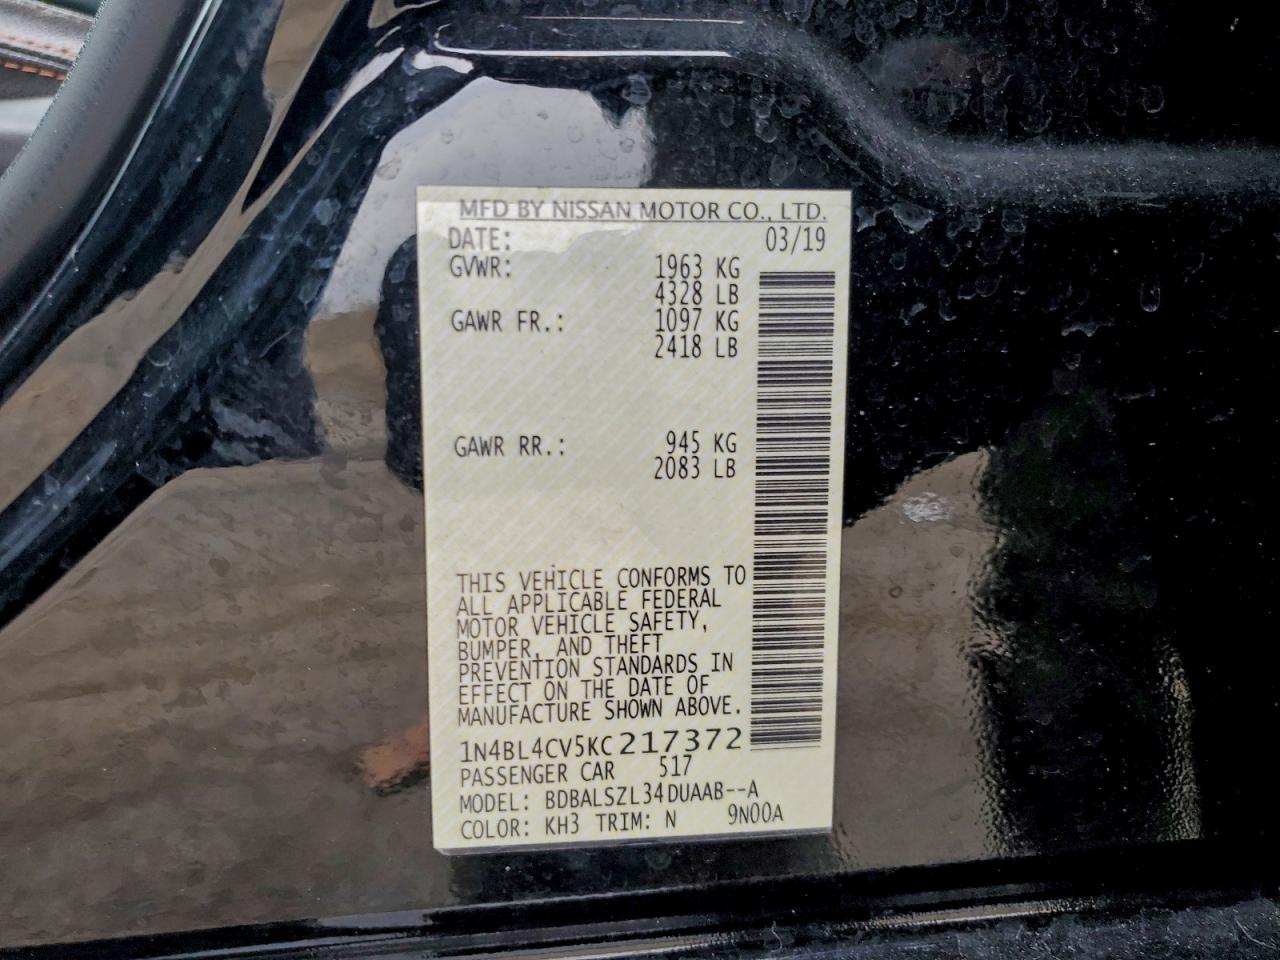 MFD BY NISSAN MOTOR CO., LTD.
DATE: 03/19
GVWR: 1963 KG
4328 LB
GAWR FR.: 1097 KG
2418 LB
GAWR RR.: 945 KG
2083 LB
THIS VEHICLE CONFORMS TO
ALL APPLICABLE FEDERAL
MOTOR VEHICLE SAFETY,
BUMPER, AND THEFT
PREVENTION STANDARDS IN
EFFECT ON THE DATE OF
MANUFACTURE SHOWN ABOVE.
1N4BL4CV5KC217372
PASSENGER CAR 517
MODEL: BDBALSZL34DUAAB--A
COLOR: KH3 TRIM: N 9N00A